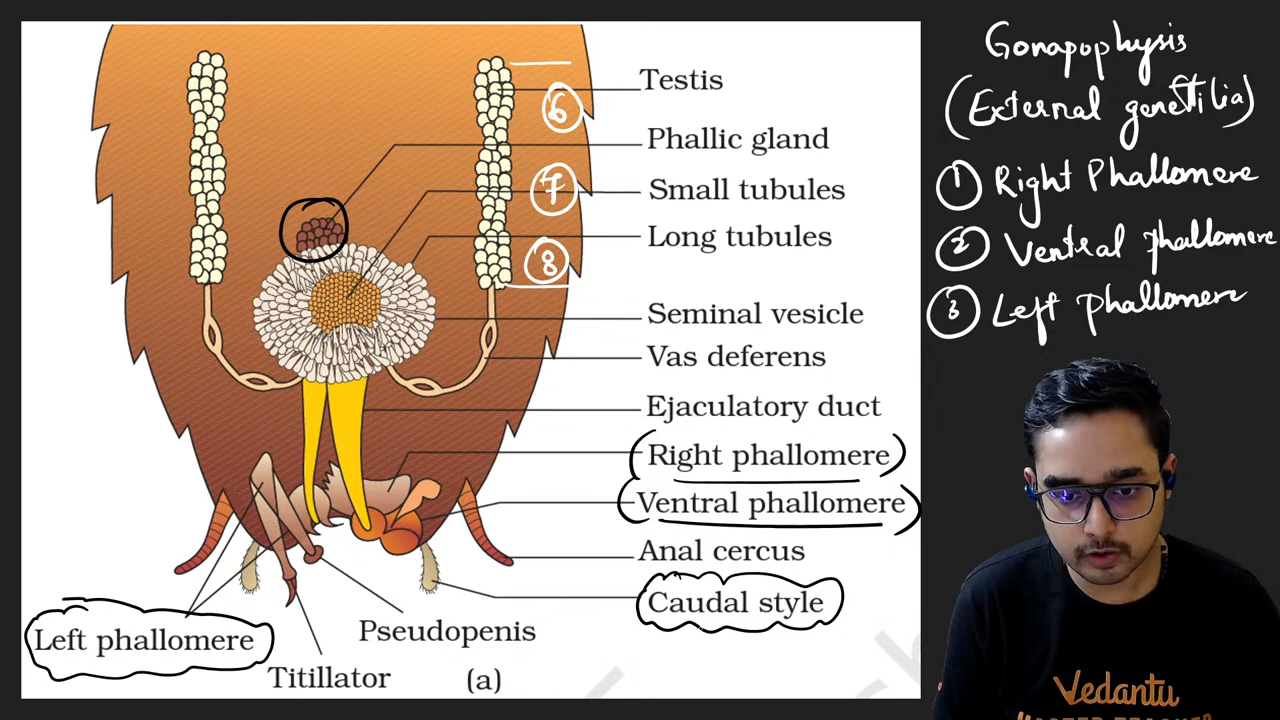 Testis
Phallic gland
Small tubules
Long tubules
Seminal vesicle
Vas deferens
Ejaculatory duct
Right phallomere
Ventral phallomere
Anal cercus
Caudal style
Left phallomere
Pseudopenis
Titillator
(a)
6
7
8
Gonapophysis
(External genetilia)
1 Right Phallomere
2 Ventral phallomere
3 Left phallomere
Vedantu